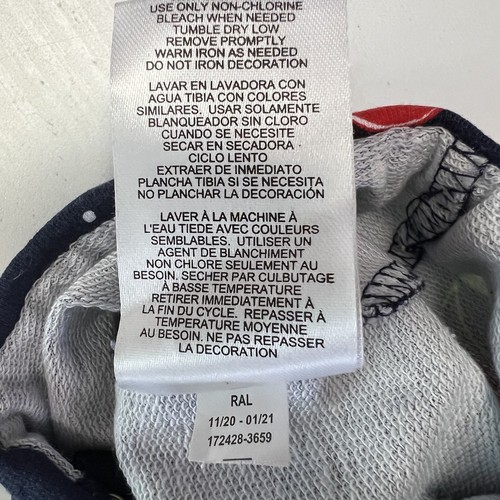 USE ONLY NON-CHLORINE
BLEACH WHEN NEEDED
TUMBLE DRY LOW
REMOVE PROMPTLY
WARM IRON AS NEEDED
DO NOT IRON DECORATION
LAVAR EN LAVADORA CON
AGUA TIBIA CON COLORES
SIMILARES. USAR SOLAMENTE
BLANQUEADOR SIN CLORO
CUANDO SE NECESITE
SECAR EN SECADORA
CICLO LENTO
EXTRAER DE INMEDIATO
PLANCHA TIBIA SI SE NECESITA
NO PLANCHAR LA DECORACIÓN
LAVER À LA MACHINE À
L'EAU TIEDE AVEC COULEURS
SEMBLABLES. UTILISER UN
AGENT DE BLANCHIMENT
NON CHLORE SEULEMENT AU
BESOIN. SECHER PAR CULBUTAGE
À BASSE TEMPERATURE
RETIRER IMMEDIATEMENT À
LA FIN DU CYCLE. REPASSER À
TEMPERATURE MOYENNE
AU BESOIN. NE PAS REPASSER
LA DECORATION
RAL
11/20 - 01/21
172428-3659